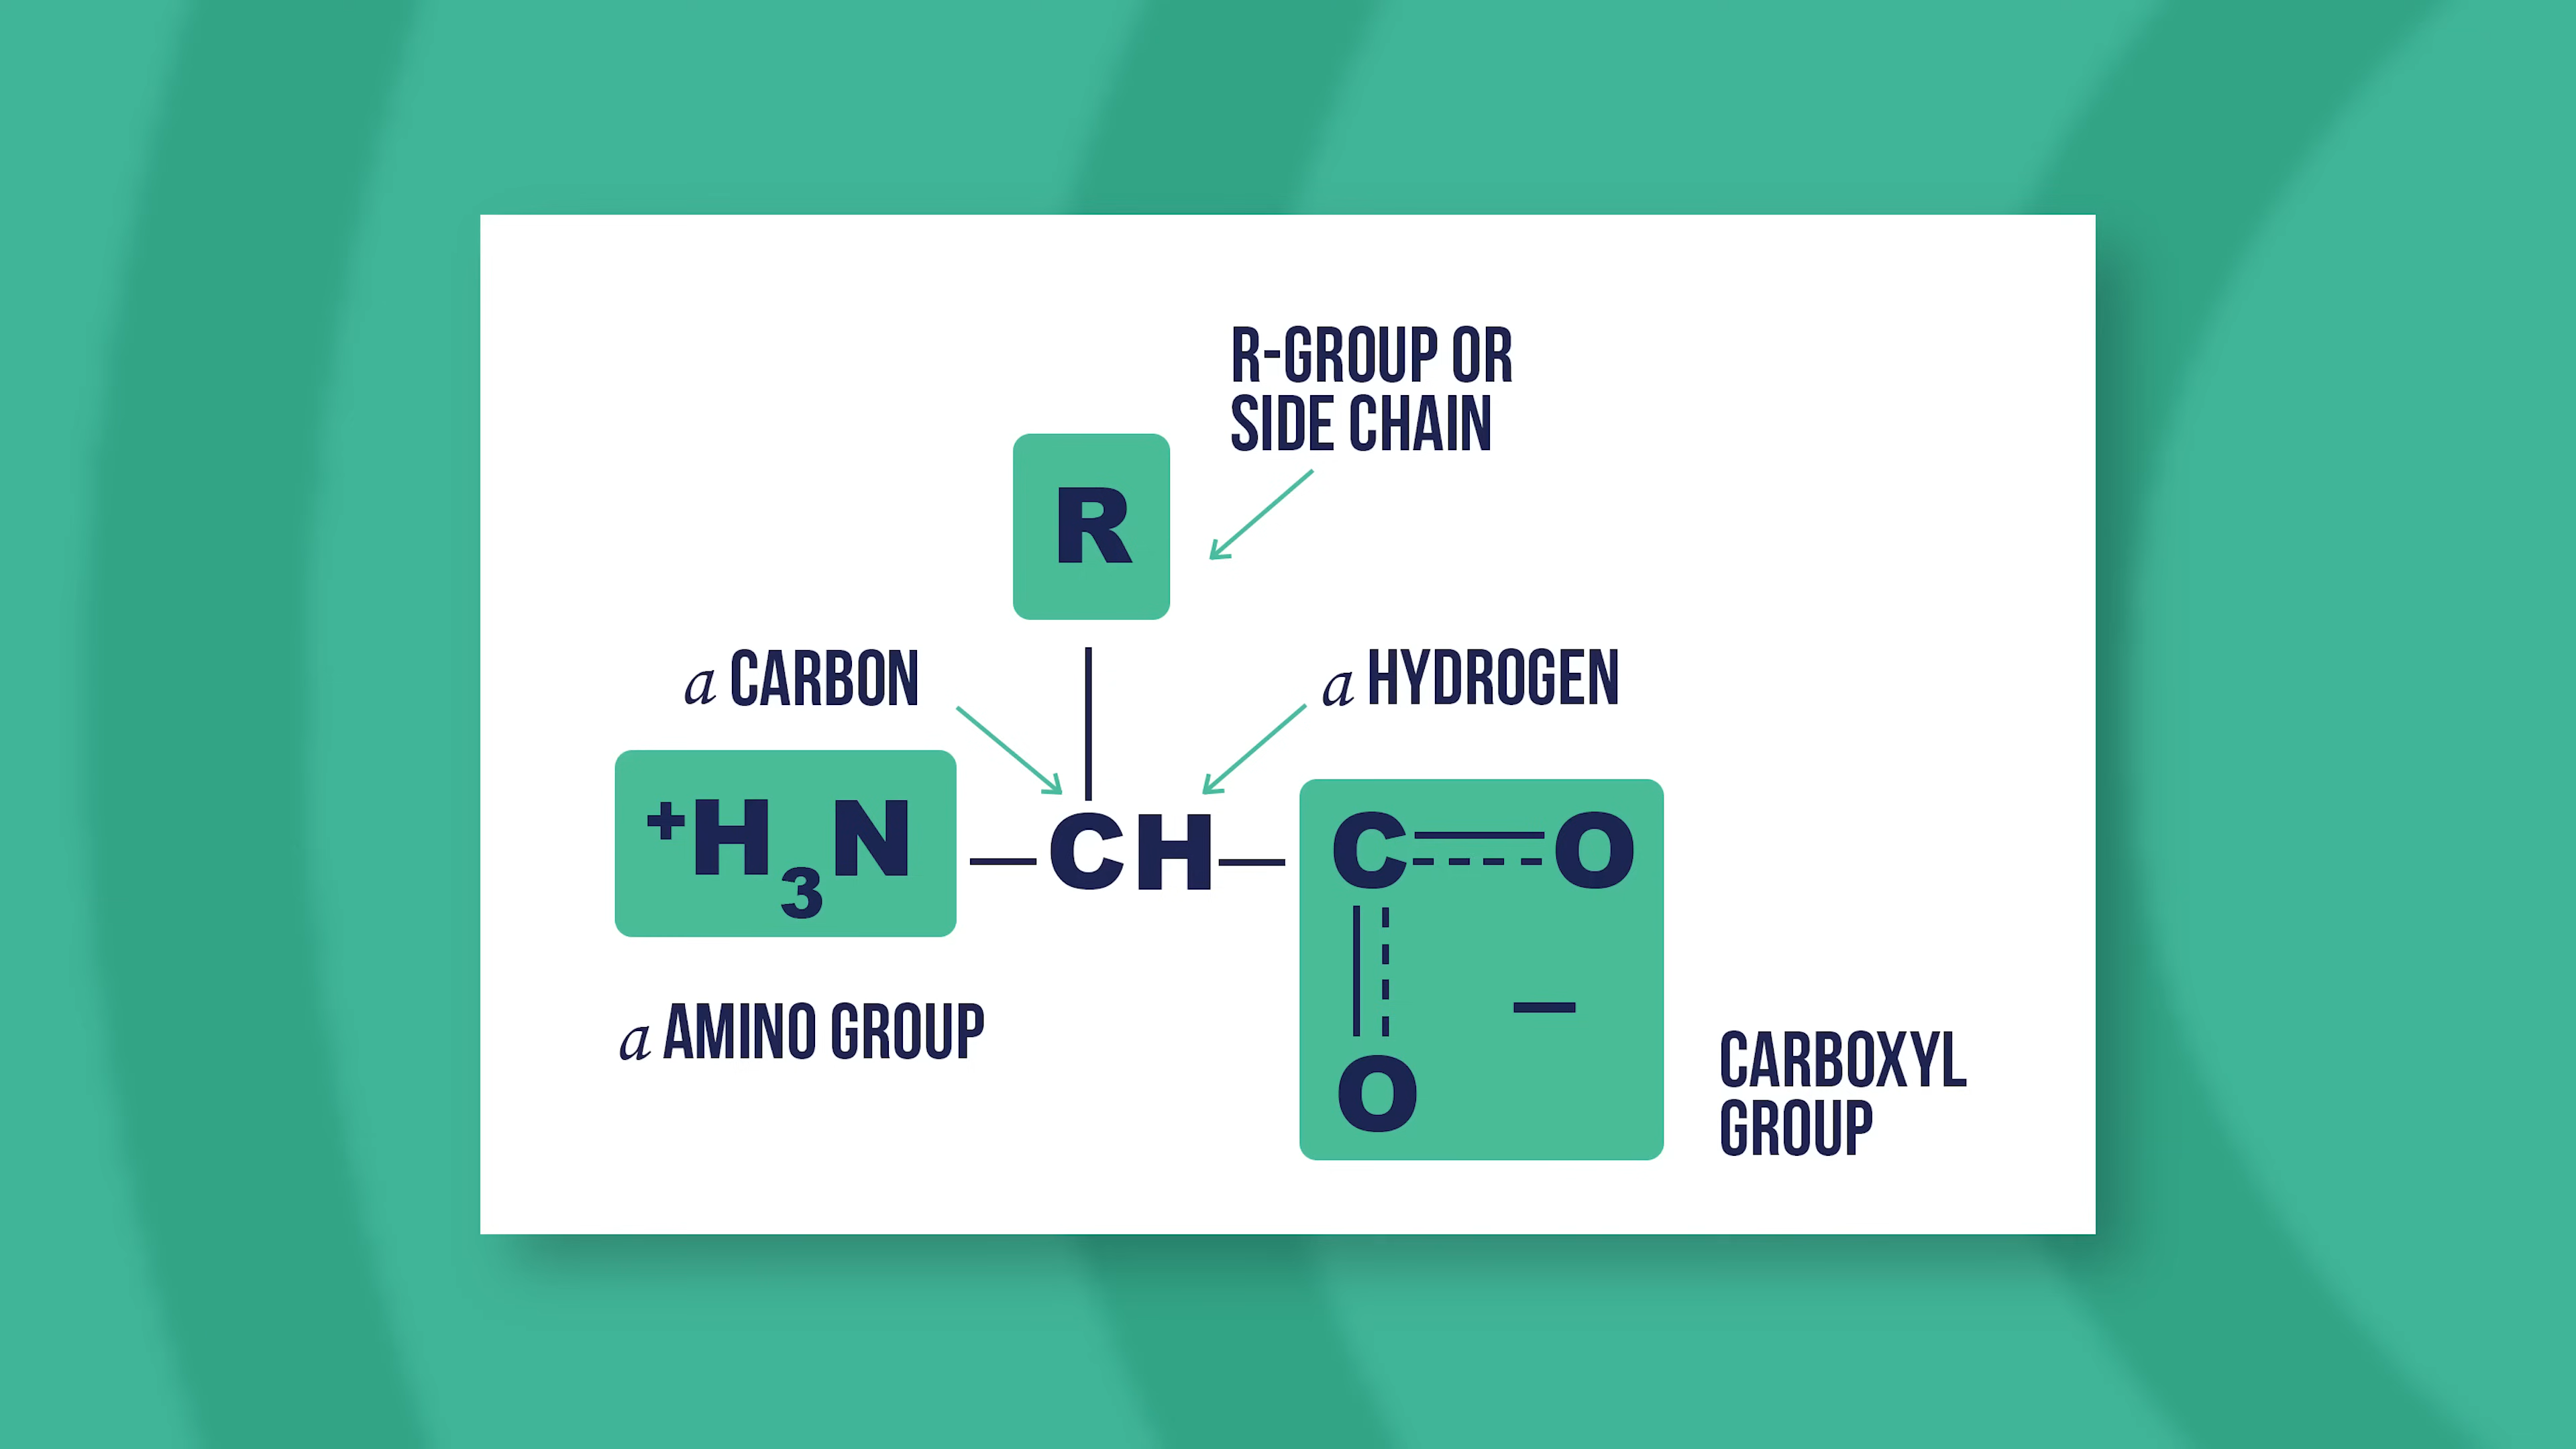 R-GROUP OR
SIDE CHAIN
R
a CARBON
a HYDROGEN
+H3N
CH
C O
O
a AMINO GROUP
CARBOXYL
GROUP